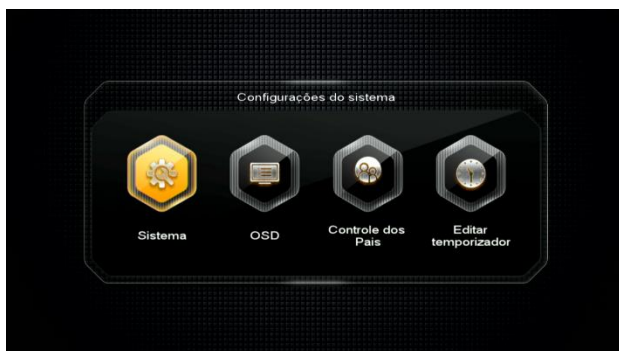 Configurações do sistema
Sistema
OSD
Controle dos
Pais
Editar
temporizador